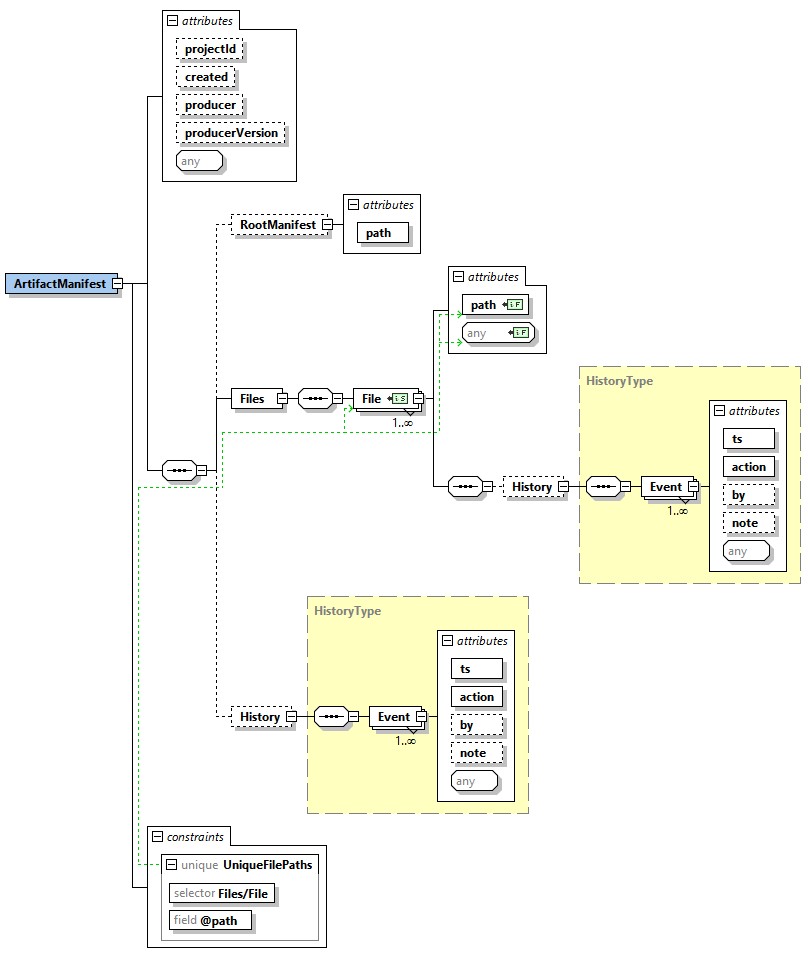 attributes
projectId
created
producer
producerVersion
any
RootManifest
attributes
path
ArtifactManifest
attributes
path
any
Files
File
1..∞
HistoryType
attributes
ts
action
by
note
any
History
Event
1..∞
HistoryType
attributes
ts
action
by
note
any
History
Event
1..∞
constraints
unique UniqueFilePaths
selector Files/File
field @path